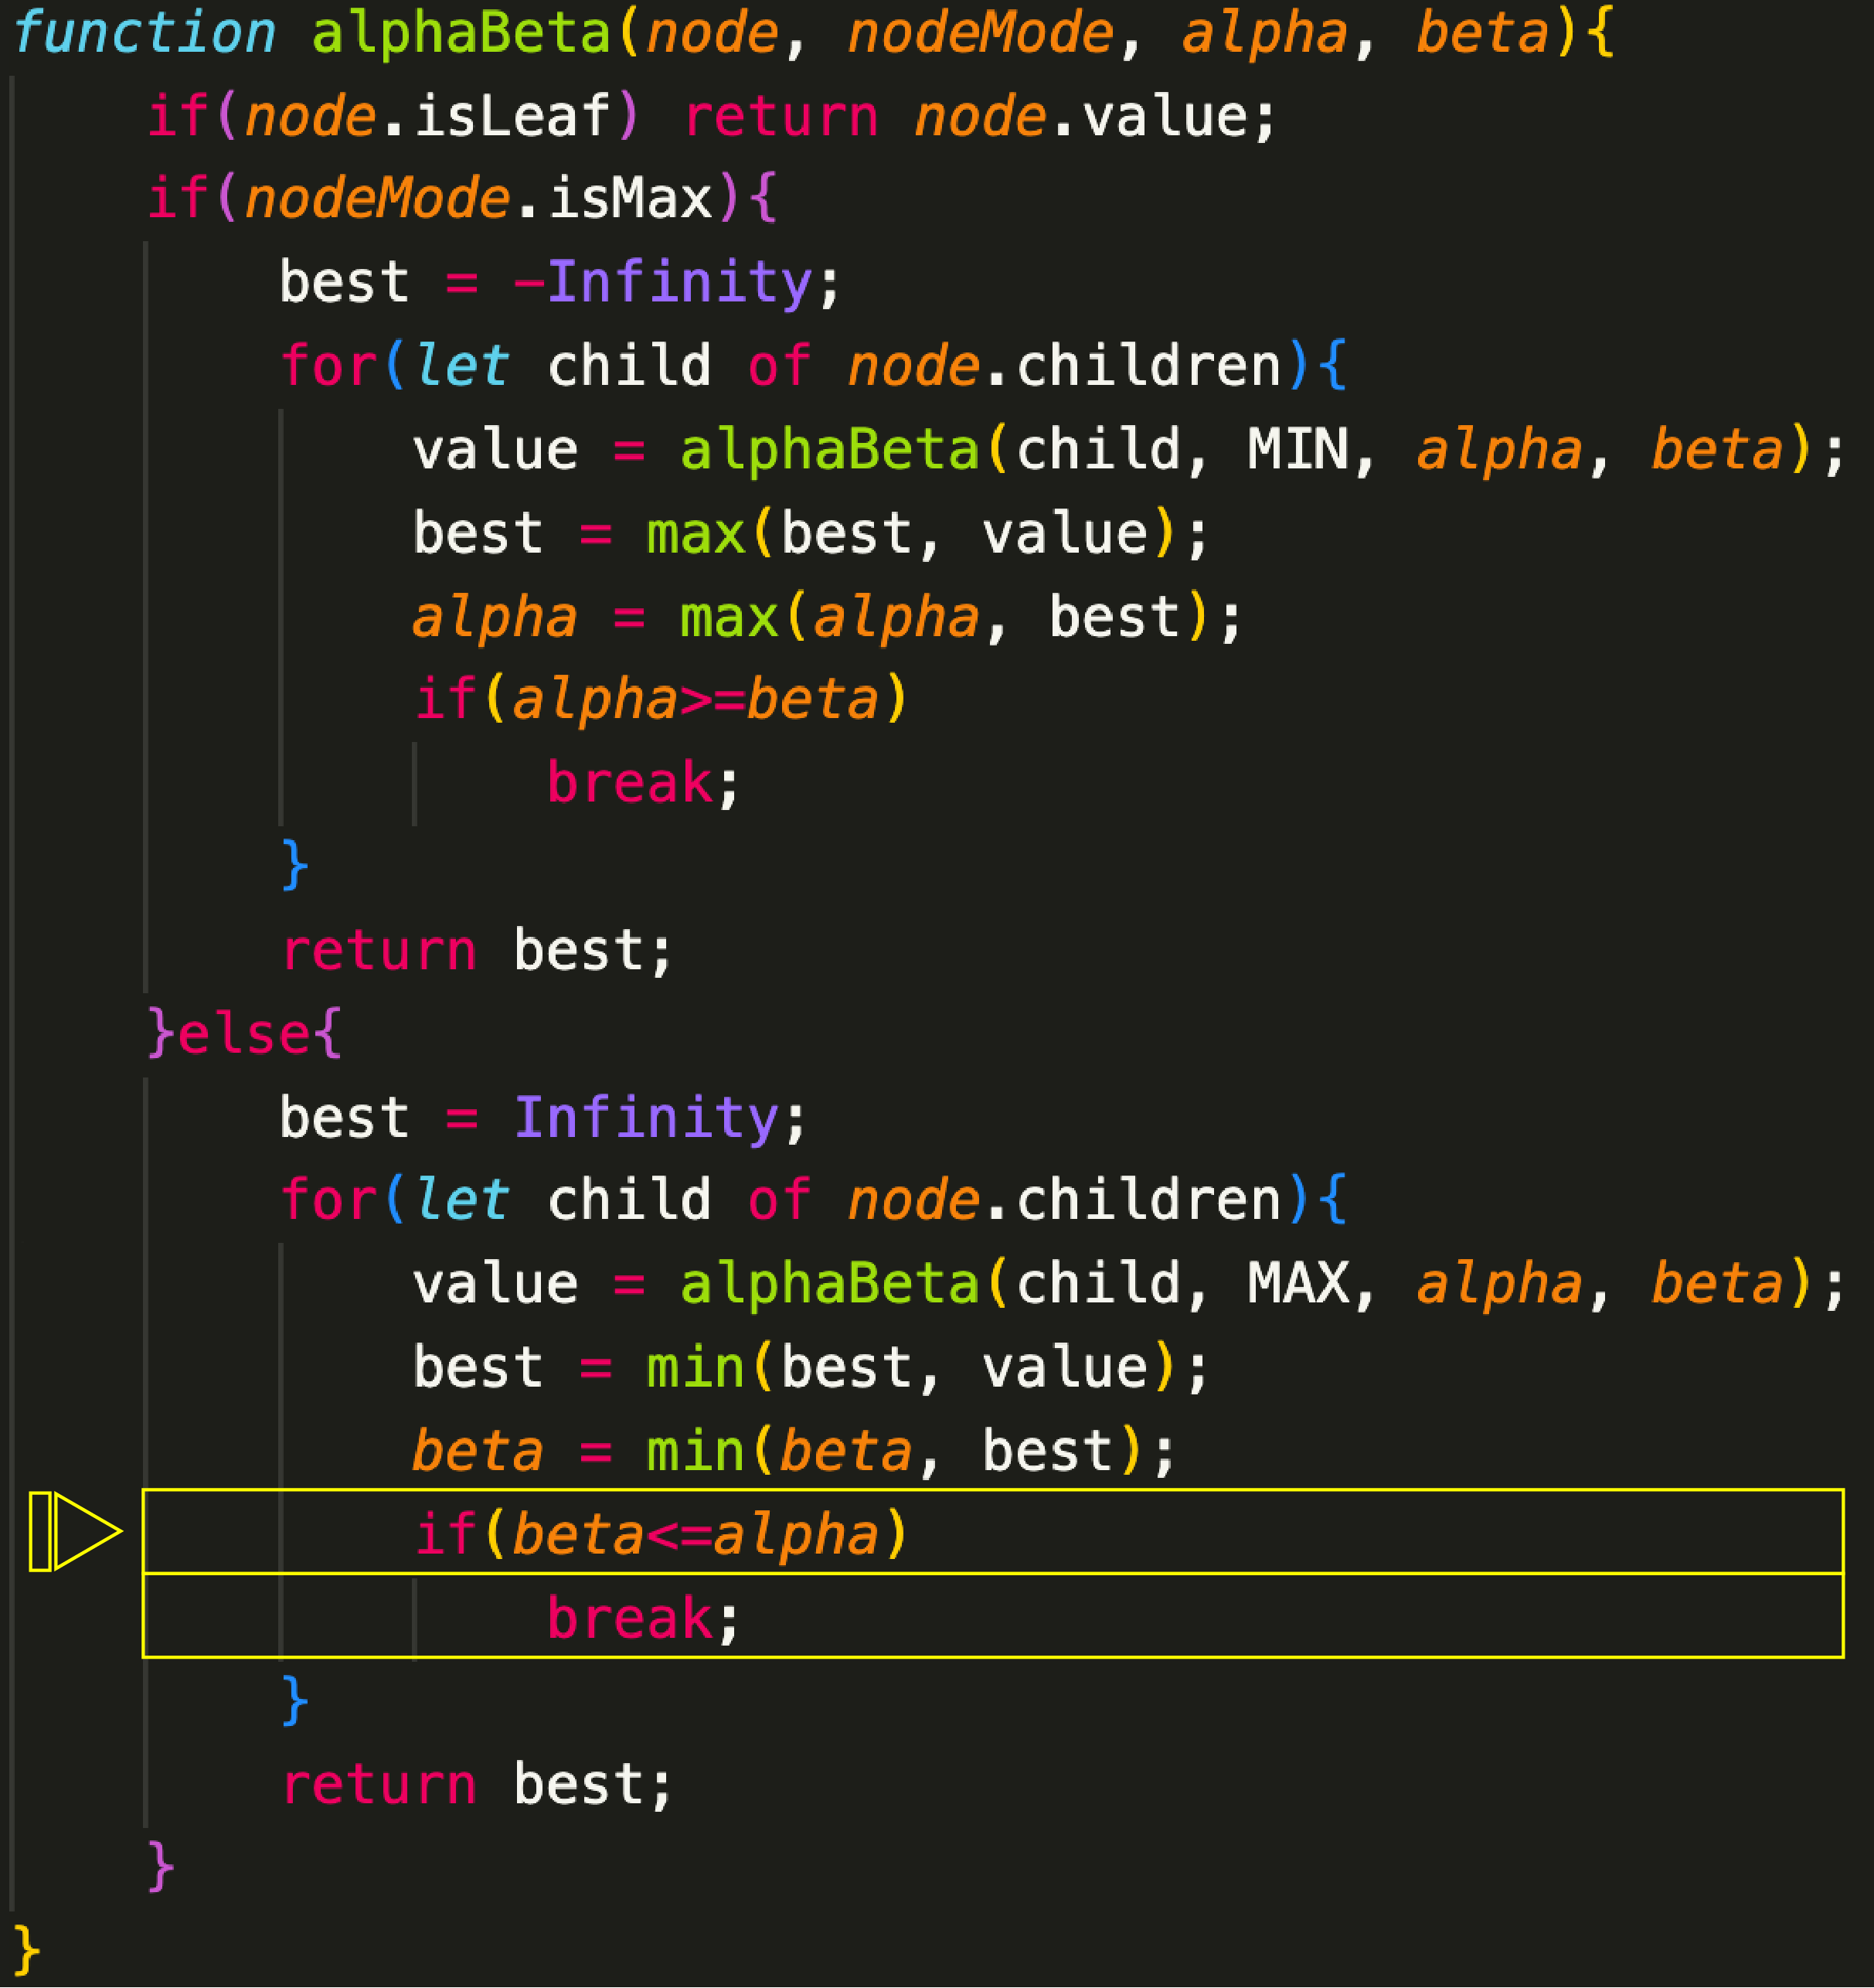 function alphaBeta(node, nodeMode, alpha, beta){
if(node.isLeaf) return node.value;
if(nodeMode.isMax){
best = -Infinity;
for(let child of node.children){
value = alphaBeta(child, MIN, alpha, beta);
best = max(best, value);
alpha = max(alpha, best);
if(alpha>=beta)
break;
}
return best;
}else{
best = Infinity;
for(let child of node.children){
value = alphaBeta(child, MAX, alpha, beta);
best = min(best, value);
beta = min(beta, best);
if(beta<=alpha)
break;
}
return best;
}
}